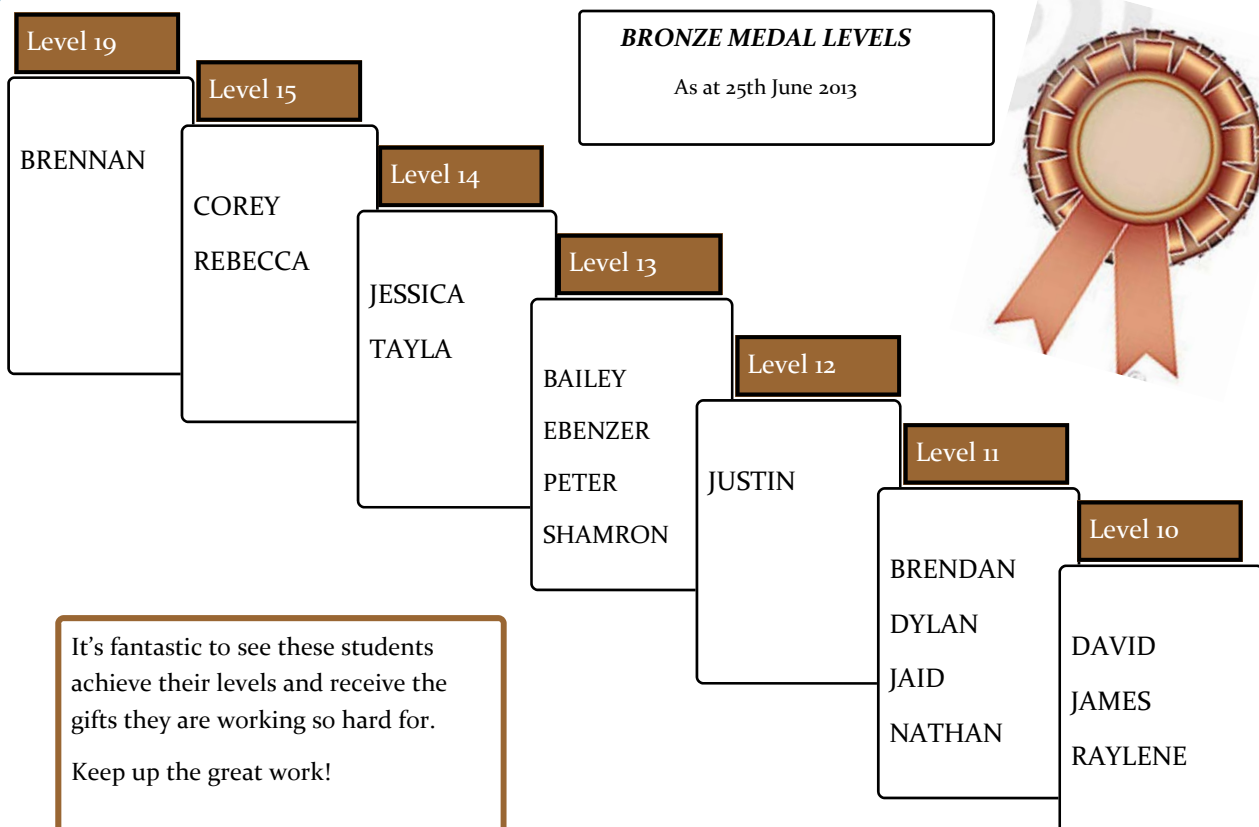 Level 19
BRENNAN
Level 15
COREY
REBECCA
Level 14
JESSICA
TAYLA
Level 13
BAILEY
EBENZER
PETER
SHAMRON
Level 12
JUSTIN
Level 11
BRENDAN
DYLAN
JAID
NATHAN
Level 10
DAVID
JAMES
RAYLENE
BRONZE MEDAL LEVELS
As at 25th June 2013
It’s fantastic to see these students
achieve their levels and receive the
gifts they are working so hard for.
Keep up the great work!